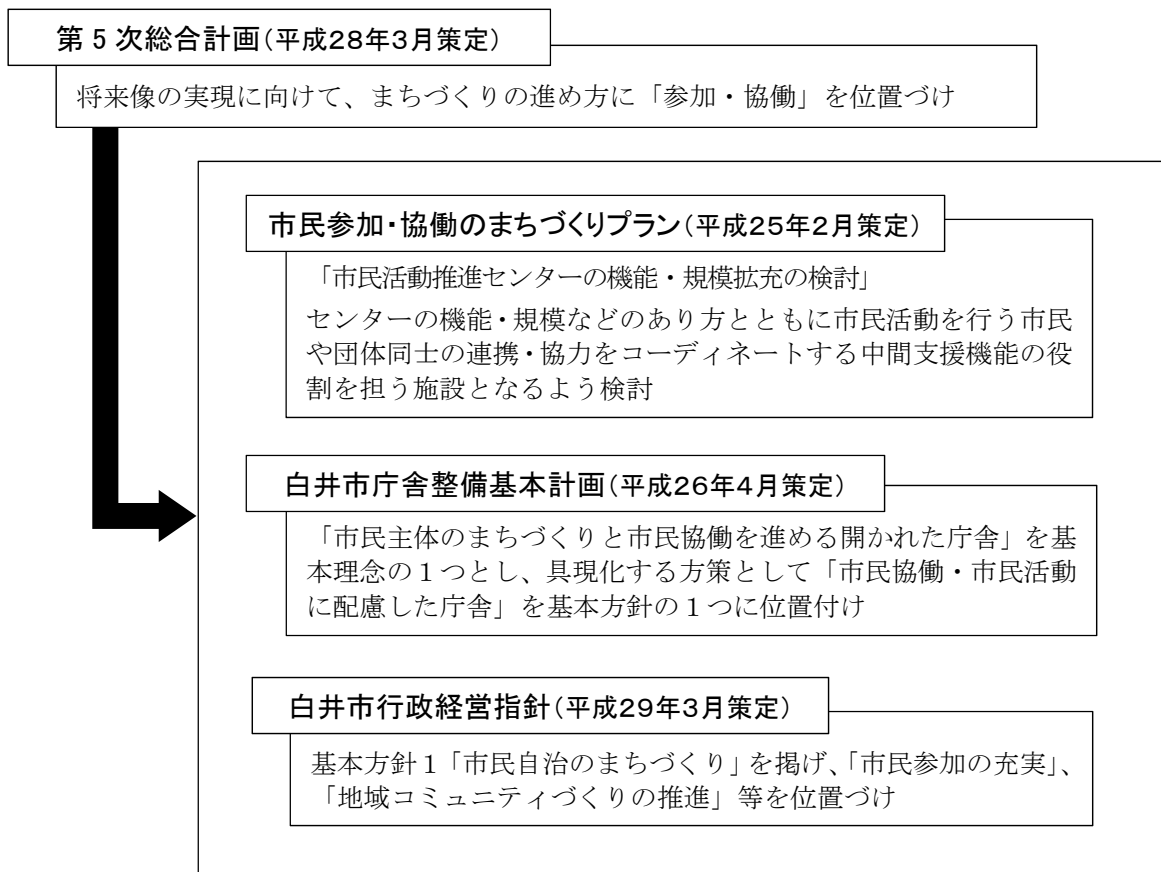 第5次総合計画(平成28年3月策定)
将来像の実現に向けて、まちづくりの進め方に「参加・協働」を位置づけ
市民参加・協働のまちづくりプラン(平成25年2月策定)
「市民活動推進センターの機能・規模拡充の検討」
センターの機能・規模などのあり方とともに市民活動を行う市民
や団体同士の連携・協力をコーディネートする中間支援機能の役
割を担う施設となるよう検討
白井市庁舎整備基本計画(平成26年4月策定)
「市民主体のまちづくりと市民協働を進める開かれた庁舎」を基
本理念の1つとし、具現化する方策として「市民協働・市民活動
に配慮した庁舎」を基本方針の1つに位置付け
白井市行政経営指針(平成29年3月策定)
基本方針1「市民自治のまちづくり」を掲げ、「市民参加の充実」、
「地域コミュニティづくりの推進」等を位置づけ